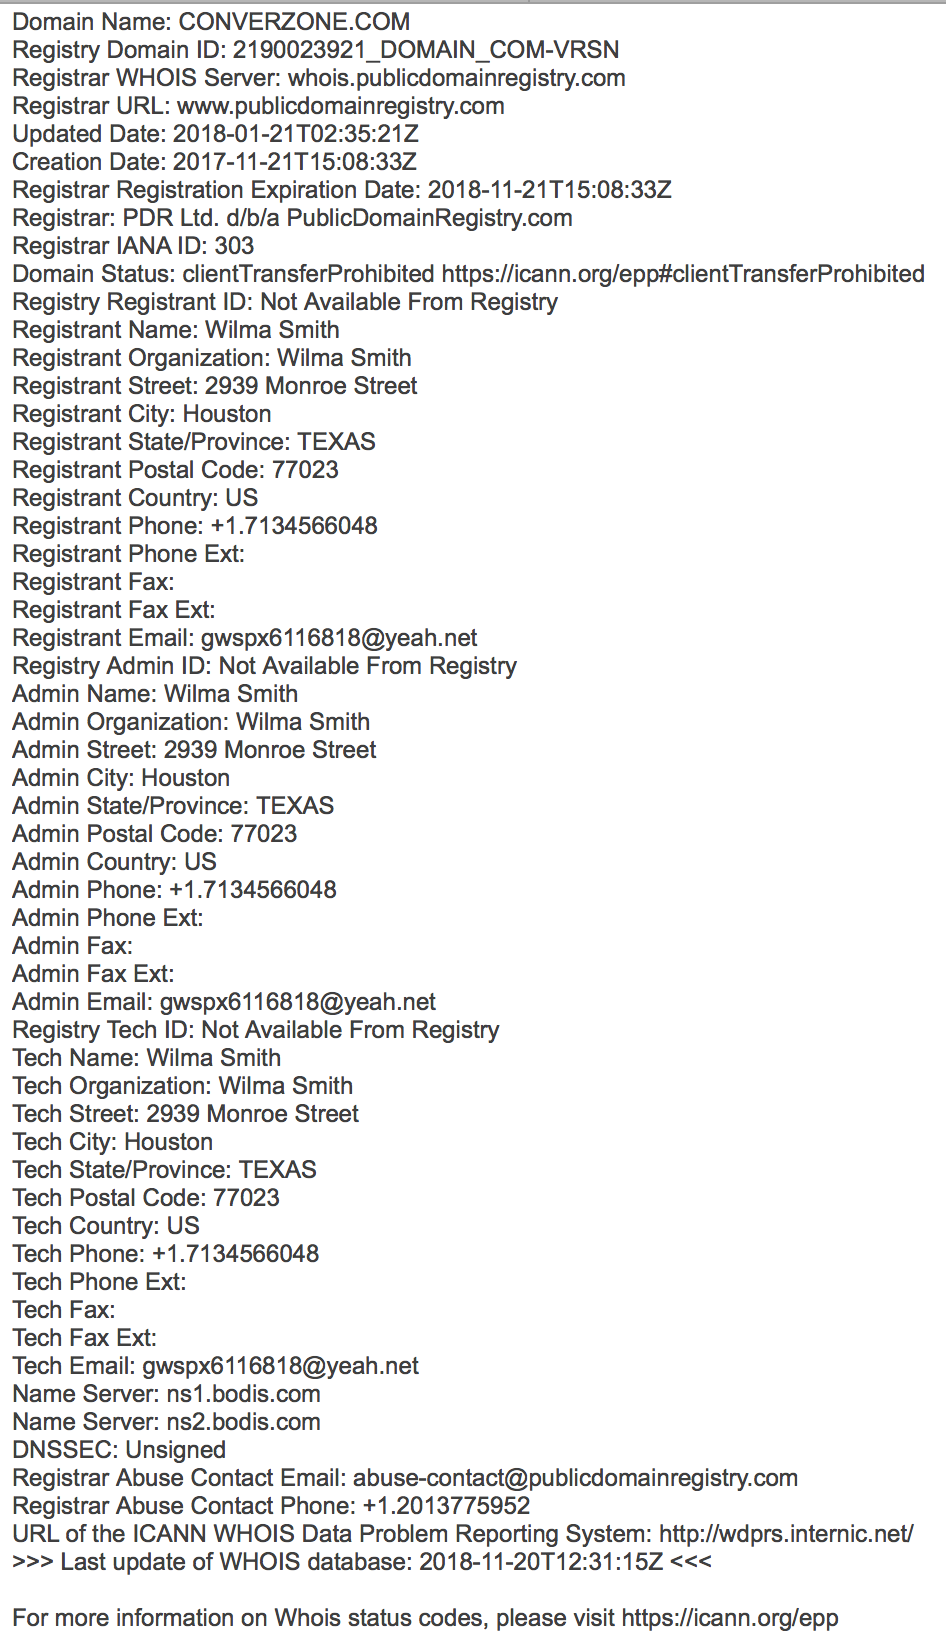 Domain Name: CONVERZONE.COM
Registry Domain ID: 2190023921_DOMAIN_COM-VRSN
Registrar WHOIS Server: whois.publicdomainregistry.com
Registrar URL: www.publicdomainregistry.com
Updated Date: 2018-01-21T02:35:21Z
Creation Date: 2017-11-21T15:08:33Z
Registrar Registration Expiration Date: 2018-11-21T15:08:33Z
Registrar: PDR Ltd. d/b/a PublicDomainRegistry.com
Registrar IANA ID: 303
Domain Status: clientTransferProhibited https://icann.org/epp#clientTransferProhibited
Registry Registrant ID: Not Available From Registry
Registrant Name: Wilma Smith
Registrant Organization: Wilma Smith
Registrant Street: 2939 Monroe Street
Registrant City: Houston
Registrant State/Province: TEXAS
Registrant Postal Code: 77023
Registrant Country: US
Registrant Phone: +1.7134566048
Registrant Phone Ext:
Registrant Fax:
Registrant Fax Ext:
Registrant Email: gwspx6116818@yeah.net
Registry Admin ID: Not Available From Registry
Admin Name: Wilma Smith
Admin Organization: Wilma Smith
Admin Street: 2939 Monroe Street
Admin City: Houston
Admin State/Province: TEXAS
Admin Postal Code: 77023
Admin Country: US
Admin Phone: +1.7134566048
Admin Phone Ext:
Admin Fax:
Admin Fax Ext:
Admin Email: gwspx6116818@yeah.net
Registry Tech ID: Not Available From Registry
Tech Name: Wilma Smith
Tech Organization: Wilma Smith
Tech Street: 2939 Monroe Street
Tech City: Houston
Tech State/Province: TEXAS
Tech Postal Code: 77023
Tech Country: US
Tech Phone: +1.7134566048
Tech Phone Ext:
Tech Fax:
Tech Fax Ext:
Tech Email: gwspx6116818@yeah.net
Name Server: ns1.bodis.com
Name Server: ns2.bodis.com
DNSSEC: Unsigned
Registrar Abuse Contact Email: abuse-contact@publicdomainregistry.com
Registrar Abuse Contact Phone: +1.2013775952
URL of the ICANN WHOIS Data Problem Reporting System: http://wdprs.internic.net/
>>> Last update of WHOIS database: 2018-11-20T12:31:15Z <<<
For more information on Whois status codes, please visit https://icann.org/epp